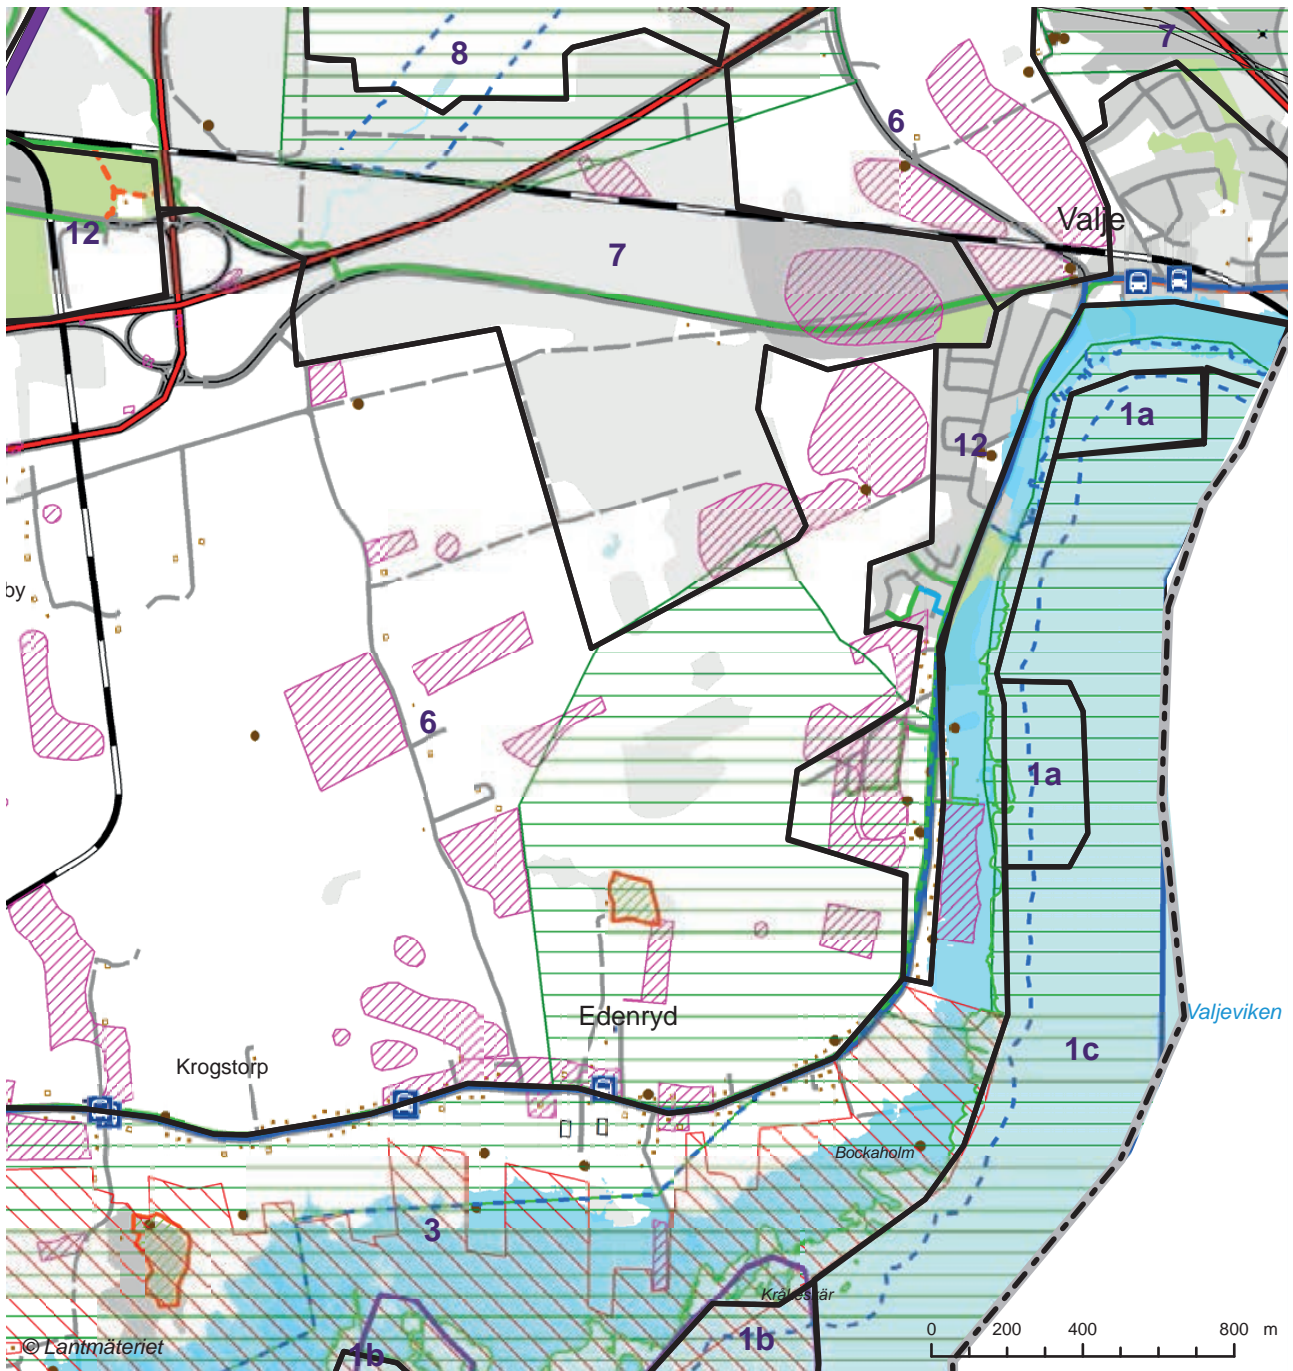 8
7
6
Valje
12
7
1a
12
by
6
1a
Valjeviken
Edenryd
1c
Krogstorp
Bockaholm
3
Kråkeskär
0 200 400 800 m
1b
© Lantmäteriet
1b